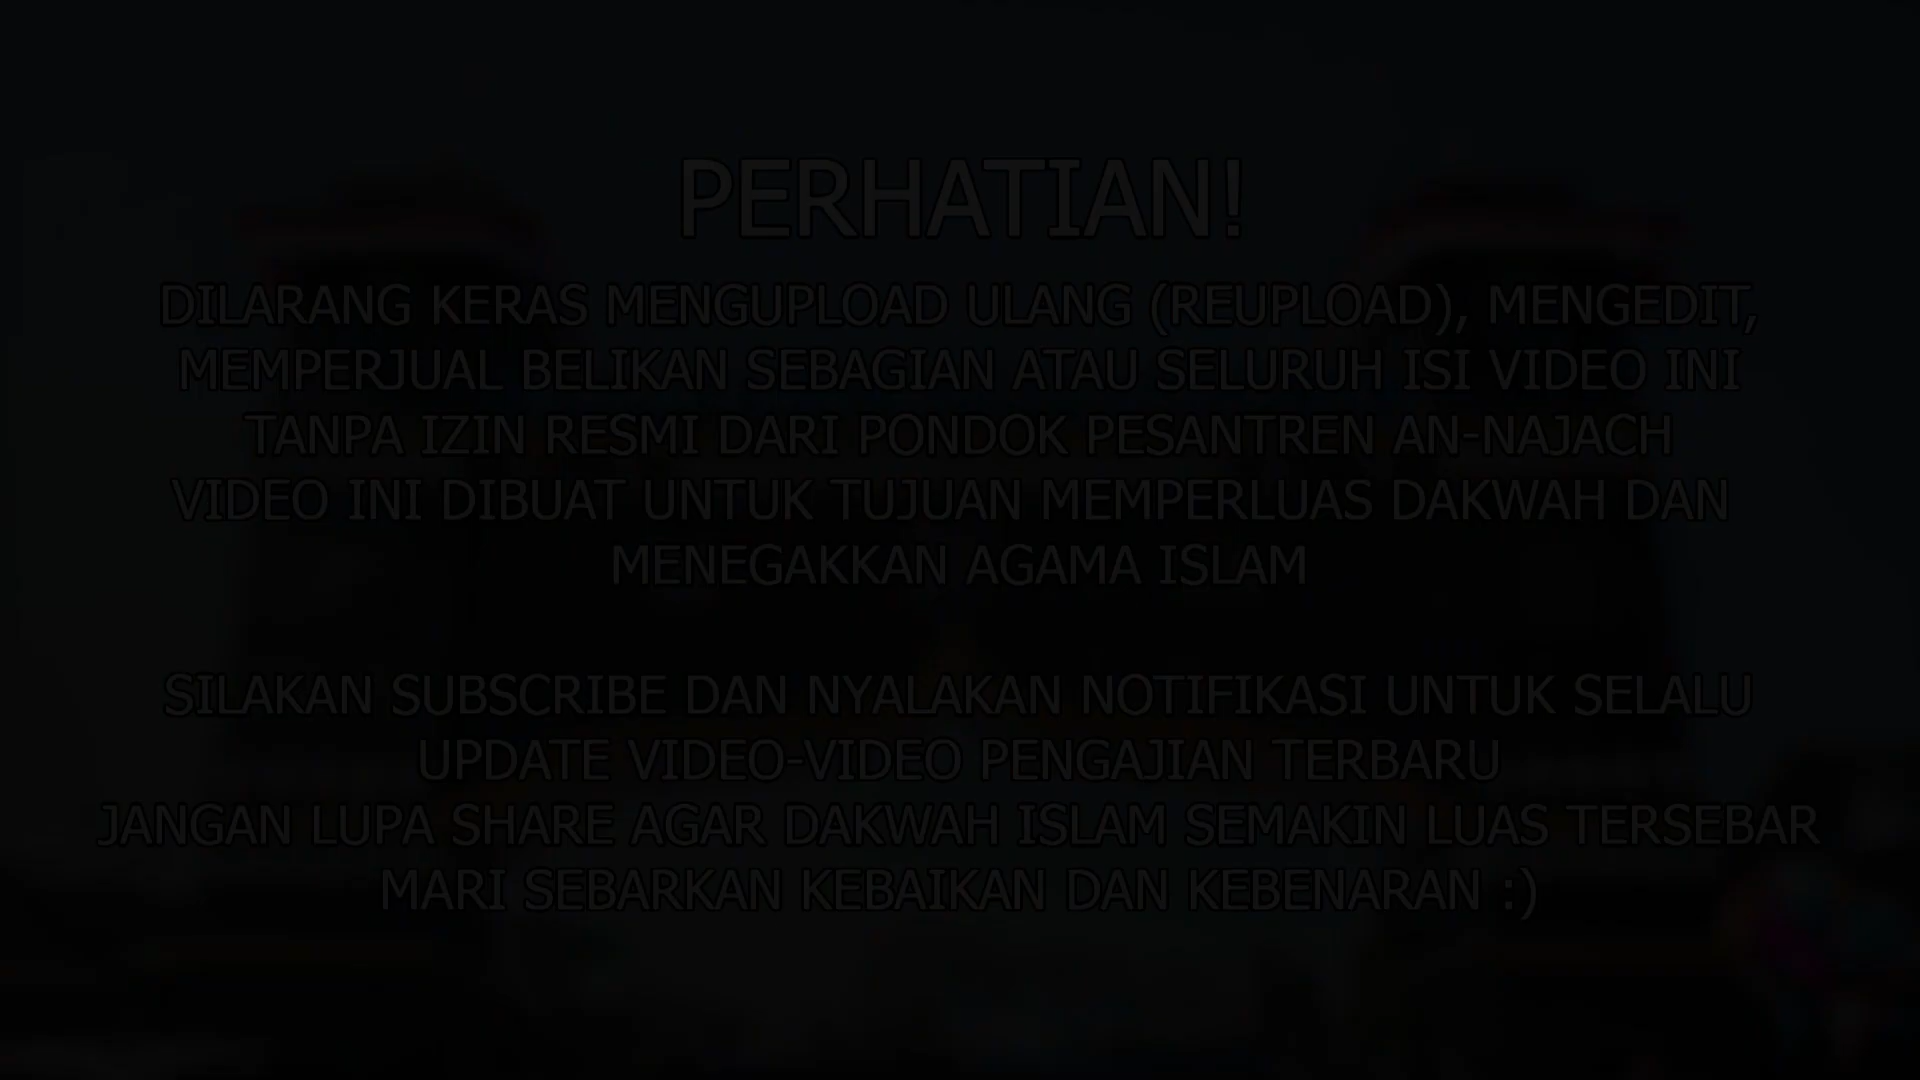 PERHATIAN!
DILARANG KERAS MENGUPLOAD ULANG (REUPLOAD), MENGEDIT,
MEMPERJUAL BELIKAN SEBAGIAN ATAU SELURUH ISI VIDEO INI
TANPA IZIN RESMI DARI PONDOK PESANTREN AN-NAJACH
VIDEO INI DIBUAT UNTUK TUJUAN MEMPERLUAS DAKWAH DAN
MENEGAKKAN AGAMA ISLAM
SILAKAN SUBSCRIBE DAN NYALAKAN NOTIFIKASI UNTUK SELALU
UPDATE VIDEO-VIDEO PENGAJIAN TERBARU
JANGAN LUPA SHARE AGAR DAKWAH ISLAM SEMAKIN LUAS TERSEBAR
MARI SEBARKAN KEBAIKAN DAN KEBENARAN :)